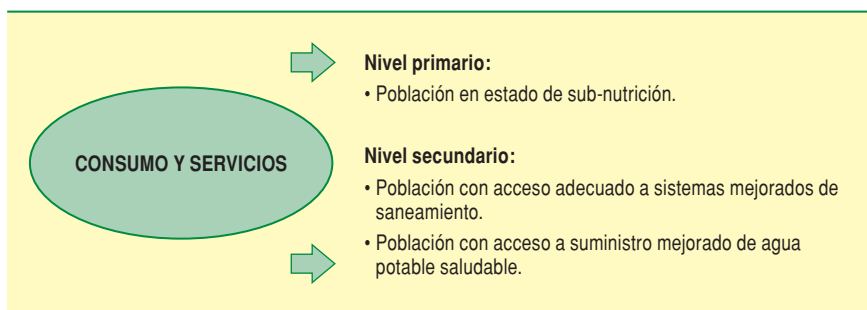 CONSUMO Y SERVICIOS
Nivel primario:
• Población en estado de sub-nutrición.
Nivel secundario:
• Población con acceso adecuado a sistemas mejorados de
saneamiento.
• Población con acceso a suministro mejorado de agua
potable saludable.